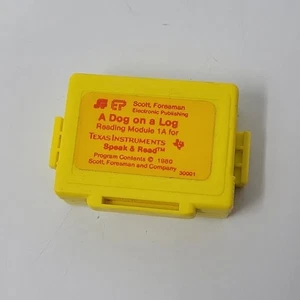 EP
Scott, Foresman
Electronic Publishing
A Dog on a Log
Reading Module 1A for
TEXAS INSTRUMENTS
Speak & Read™
Program Contents © 1980
Scott, Foresman and Company
30001